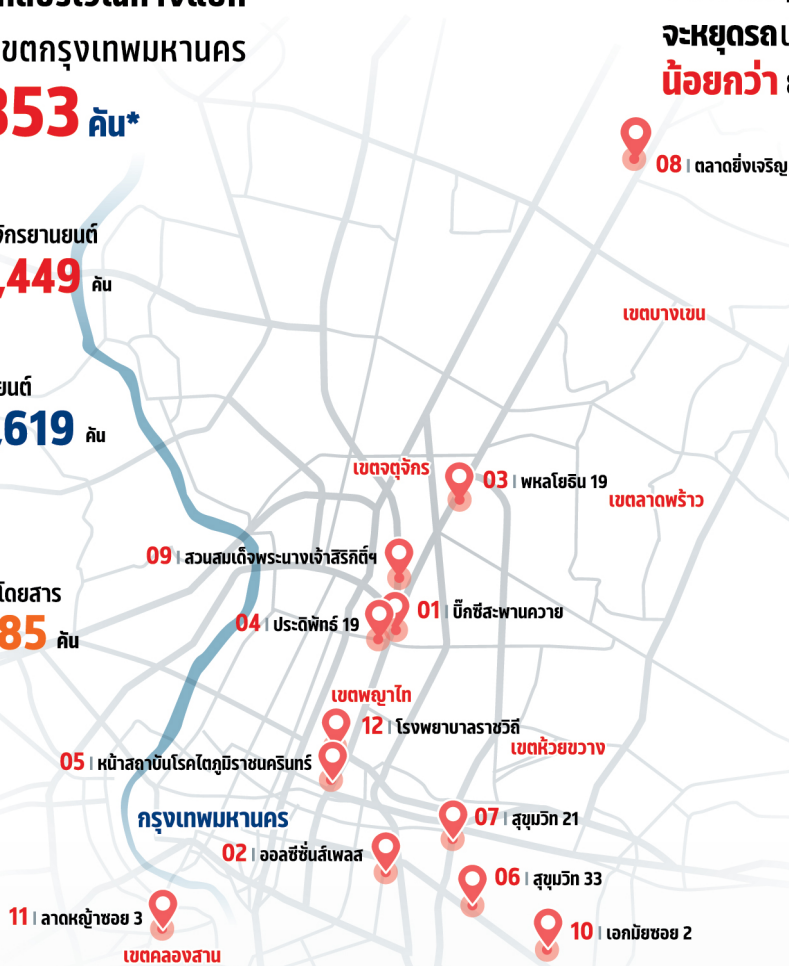 เขตกรุงเทพมหานคร
853 คัน*
จะหยุดรถ
น้อยกว่า
08 | ตลาดยิ่งเจริญ
จักรยานยนต์
,449 คัน
เขตบางเขน
ยนต์
,619 คัน
เขตจตุจักร
03 | พหลโยธิน 19
เขตลาดพร้าว
09 | สวนสมเด็จพระนางเจ้าสิริกิติ์ฯ
โดยสาร
85 คัน
01 | บิ๊กซีสะพานควาย
04 | ประดิพัทธ์ 19
เขตพญาไท
12 | โรงพยาบาลราชวิถี
เขตห้วยขวาง
05 | หน้าสถาบันโรคไตภูมิราชนครินทร์
กรุงเทพมหานคร
07 | สุขุมวิท 21
02 | ออลซีซั่นส์เพลส
06 | สุขุมวิท 33
11 | ลาดหญ้าซอย 3
10 | เอกมัยซอย 2
เขตคลองสาน